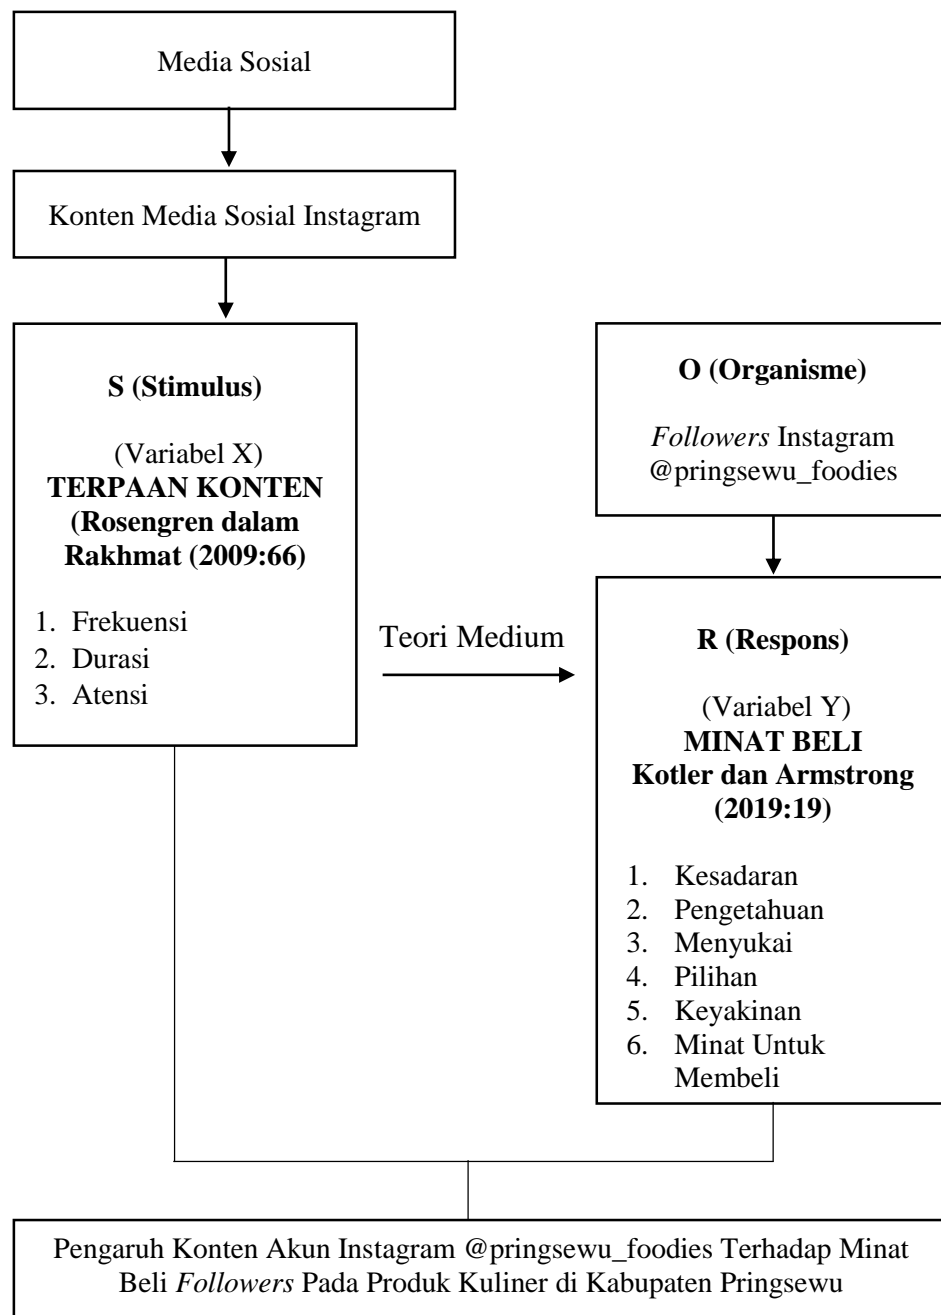 Media Sosial
Konten Media Sosial Instagram
S (Stimulus)
(Variabel X)
TERPAAN KONTEN
(Rosengren dalam
Rakhmat (2009:66)
1. Frekuensi
2. Durasi
3. Atensi
Teori Medium
O (Organisme)
Followers Instagram
@pringsewu_foodies
R (Respons)
(Variabel Y)
MINAT BELI
Kotler dan Armstrong
(2019:19)
1. Kesadaran
2. Pengetahuan
3. Menyukai
4. Pilihan
5. Keyakinan
6. Minat Untuk
Membeli
Pengaruh Konten Akun Instagram @pringsewu_foodies Terhadap Minat
Beli Followers Pada Produk Kuliner di Kabupaten Pringsewu